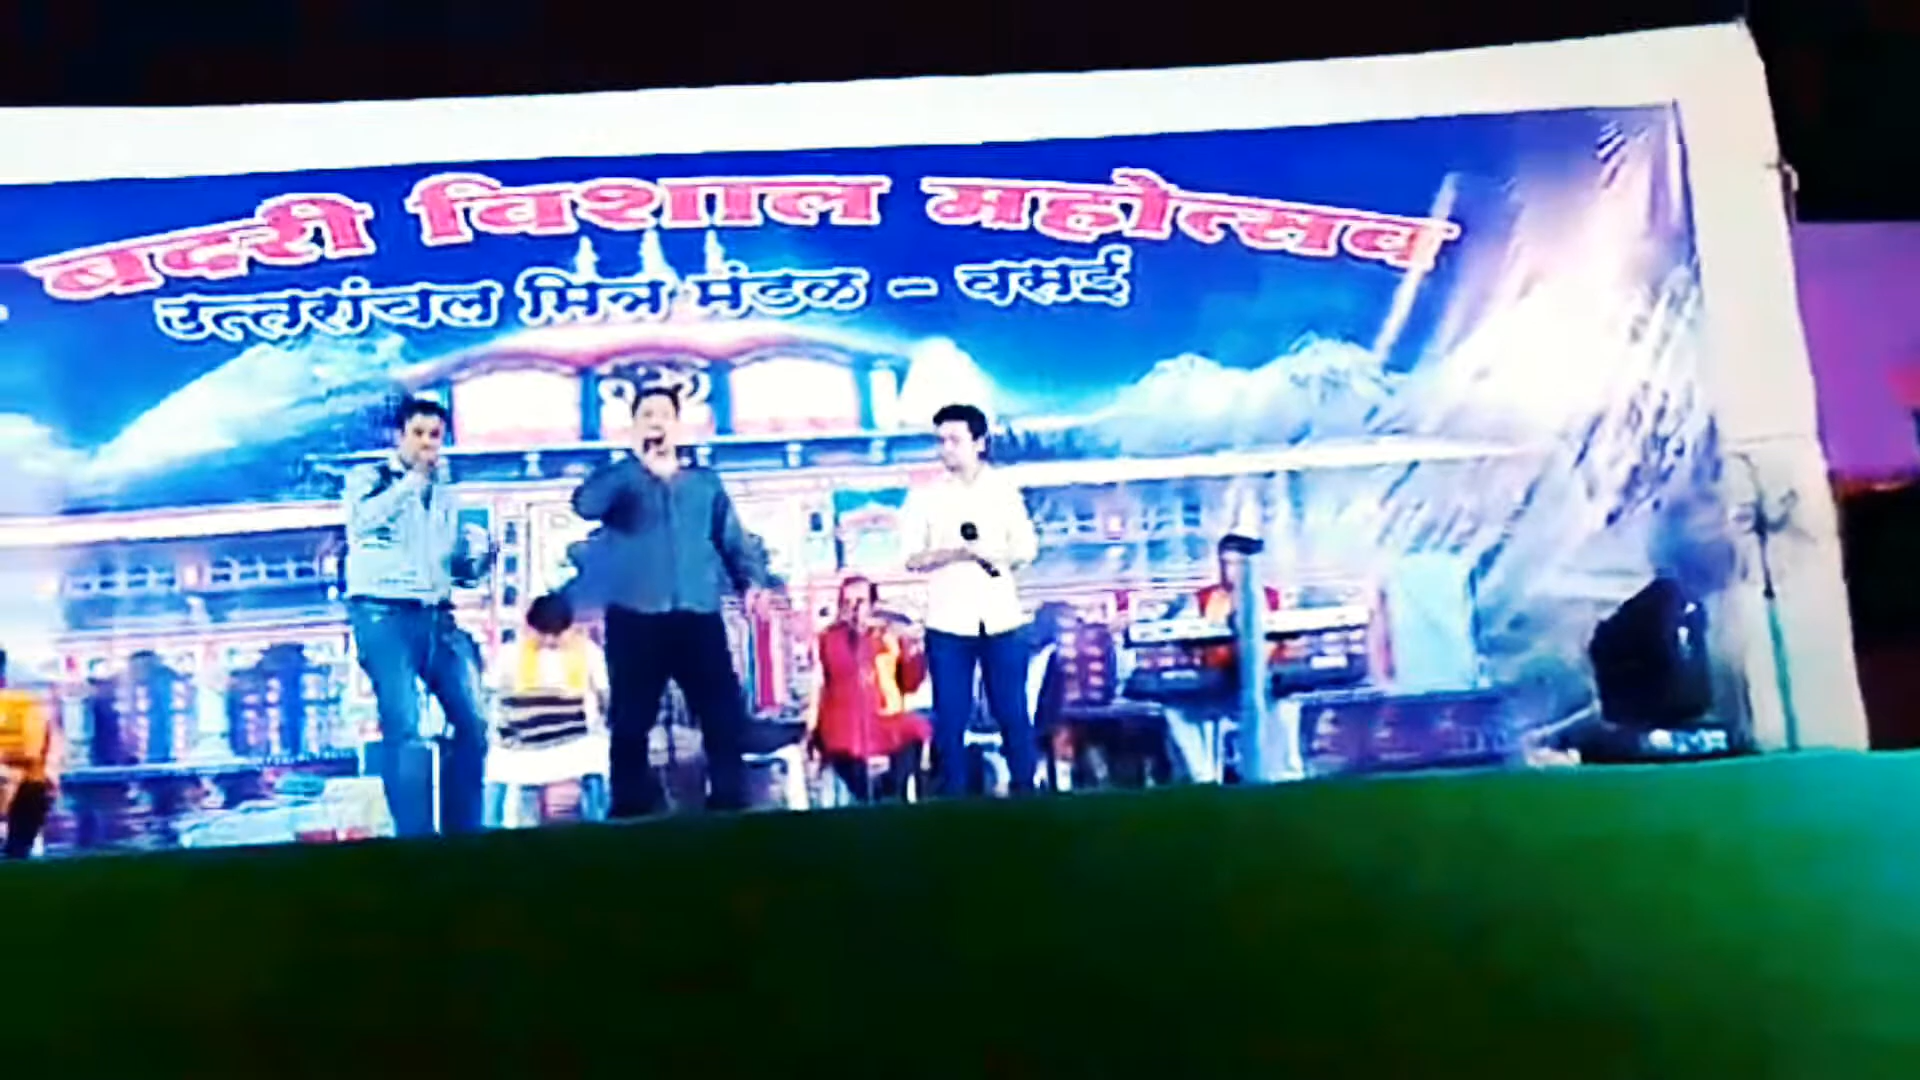 बदरी विशाल महोत्सव
उत्तरांचल मित्र मंडळ - वसई